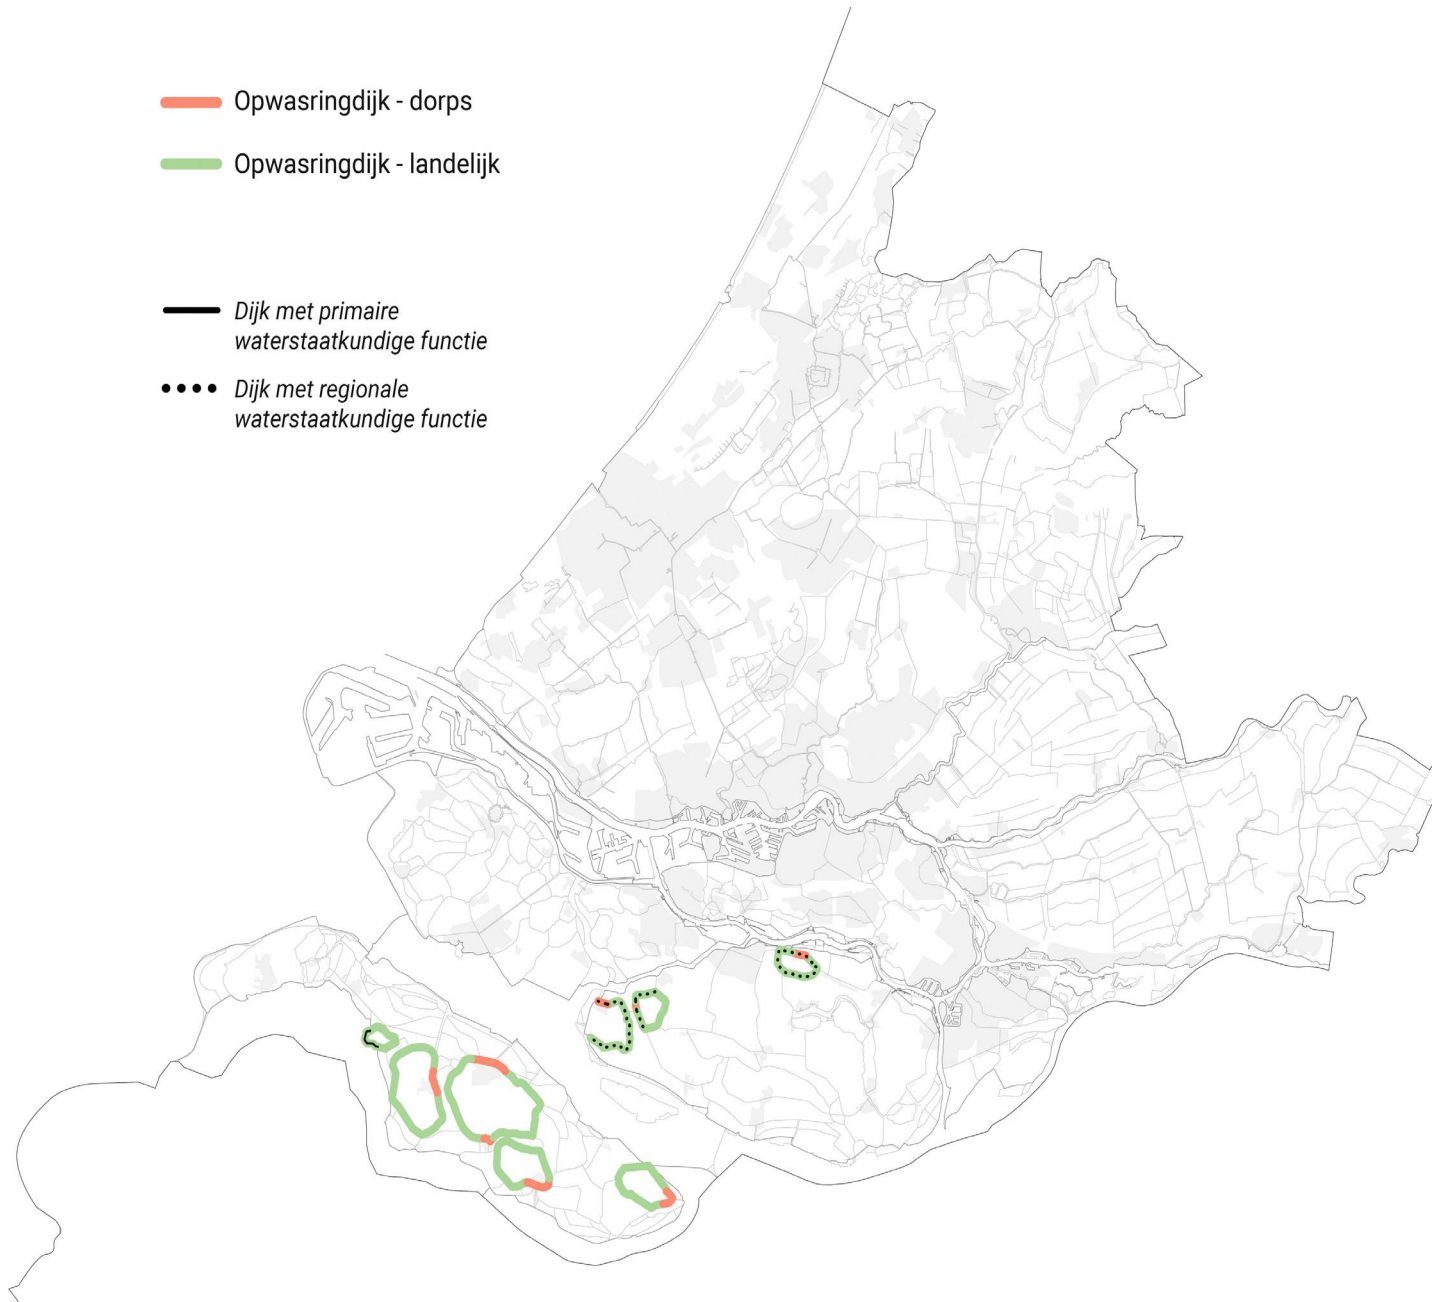 Opwasringdijk - dorps
Opwasringdijk - landelijk
Dijk met primaire
waterstaatkundige functie
Dijk met regionale
waterstaatkundige functie